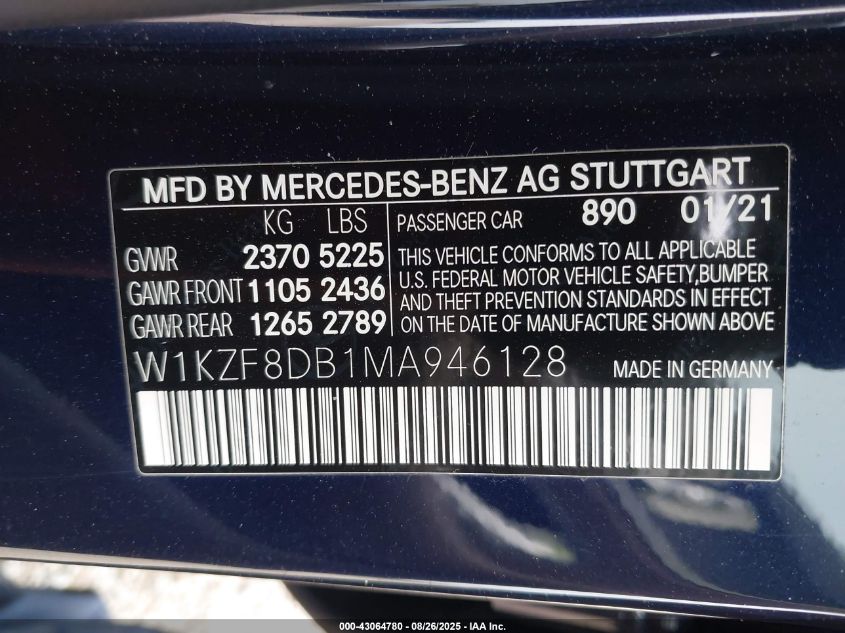 MFD BY MERCEDES-BENZ AG STUTTGART
KG LBS
GVWR 2370 5225
GAWR FRONT 1105 2436
GAWR REAR 1265 2789
PASSENGER CAR 890 01/21
THIS VEHICLE CONFORMS TO ALL APPLICABLE
U.S. FEDERAL MOTOR VEHICLE SAFETY,BUMPER
AND THEFT PREVENTION STANDARDS IN EFFECT
ON THE DATE OF MANUFACTURE SHOWN ABOVE
W1KZF8DB1MA946128
MADE IN GERMANY
000-43064780 - 08/26/2025 - IAA Inc.